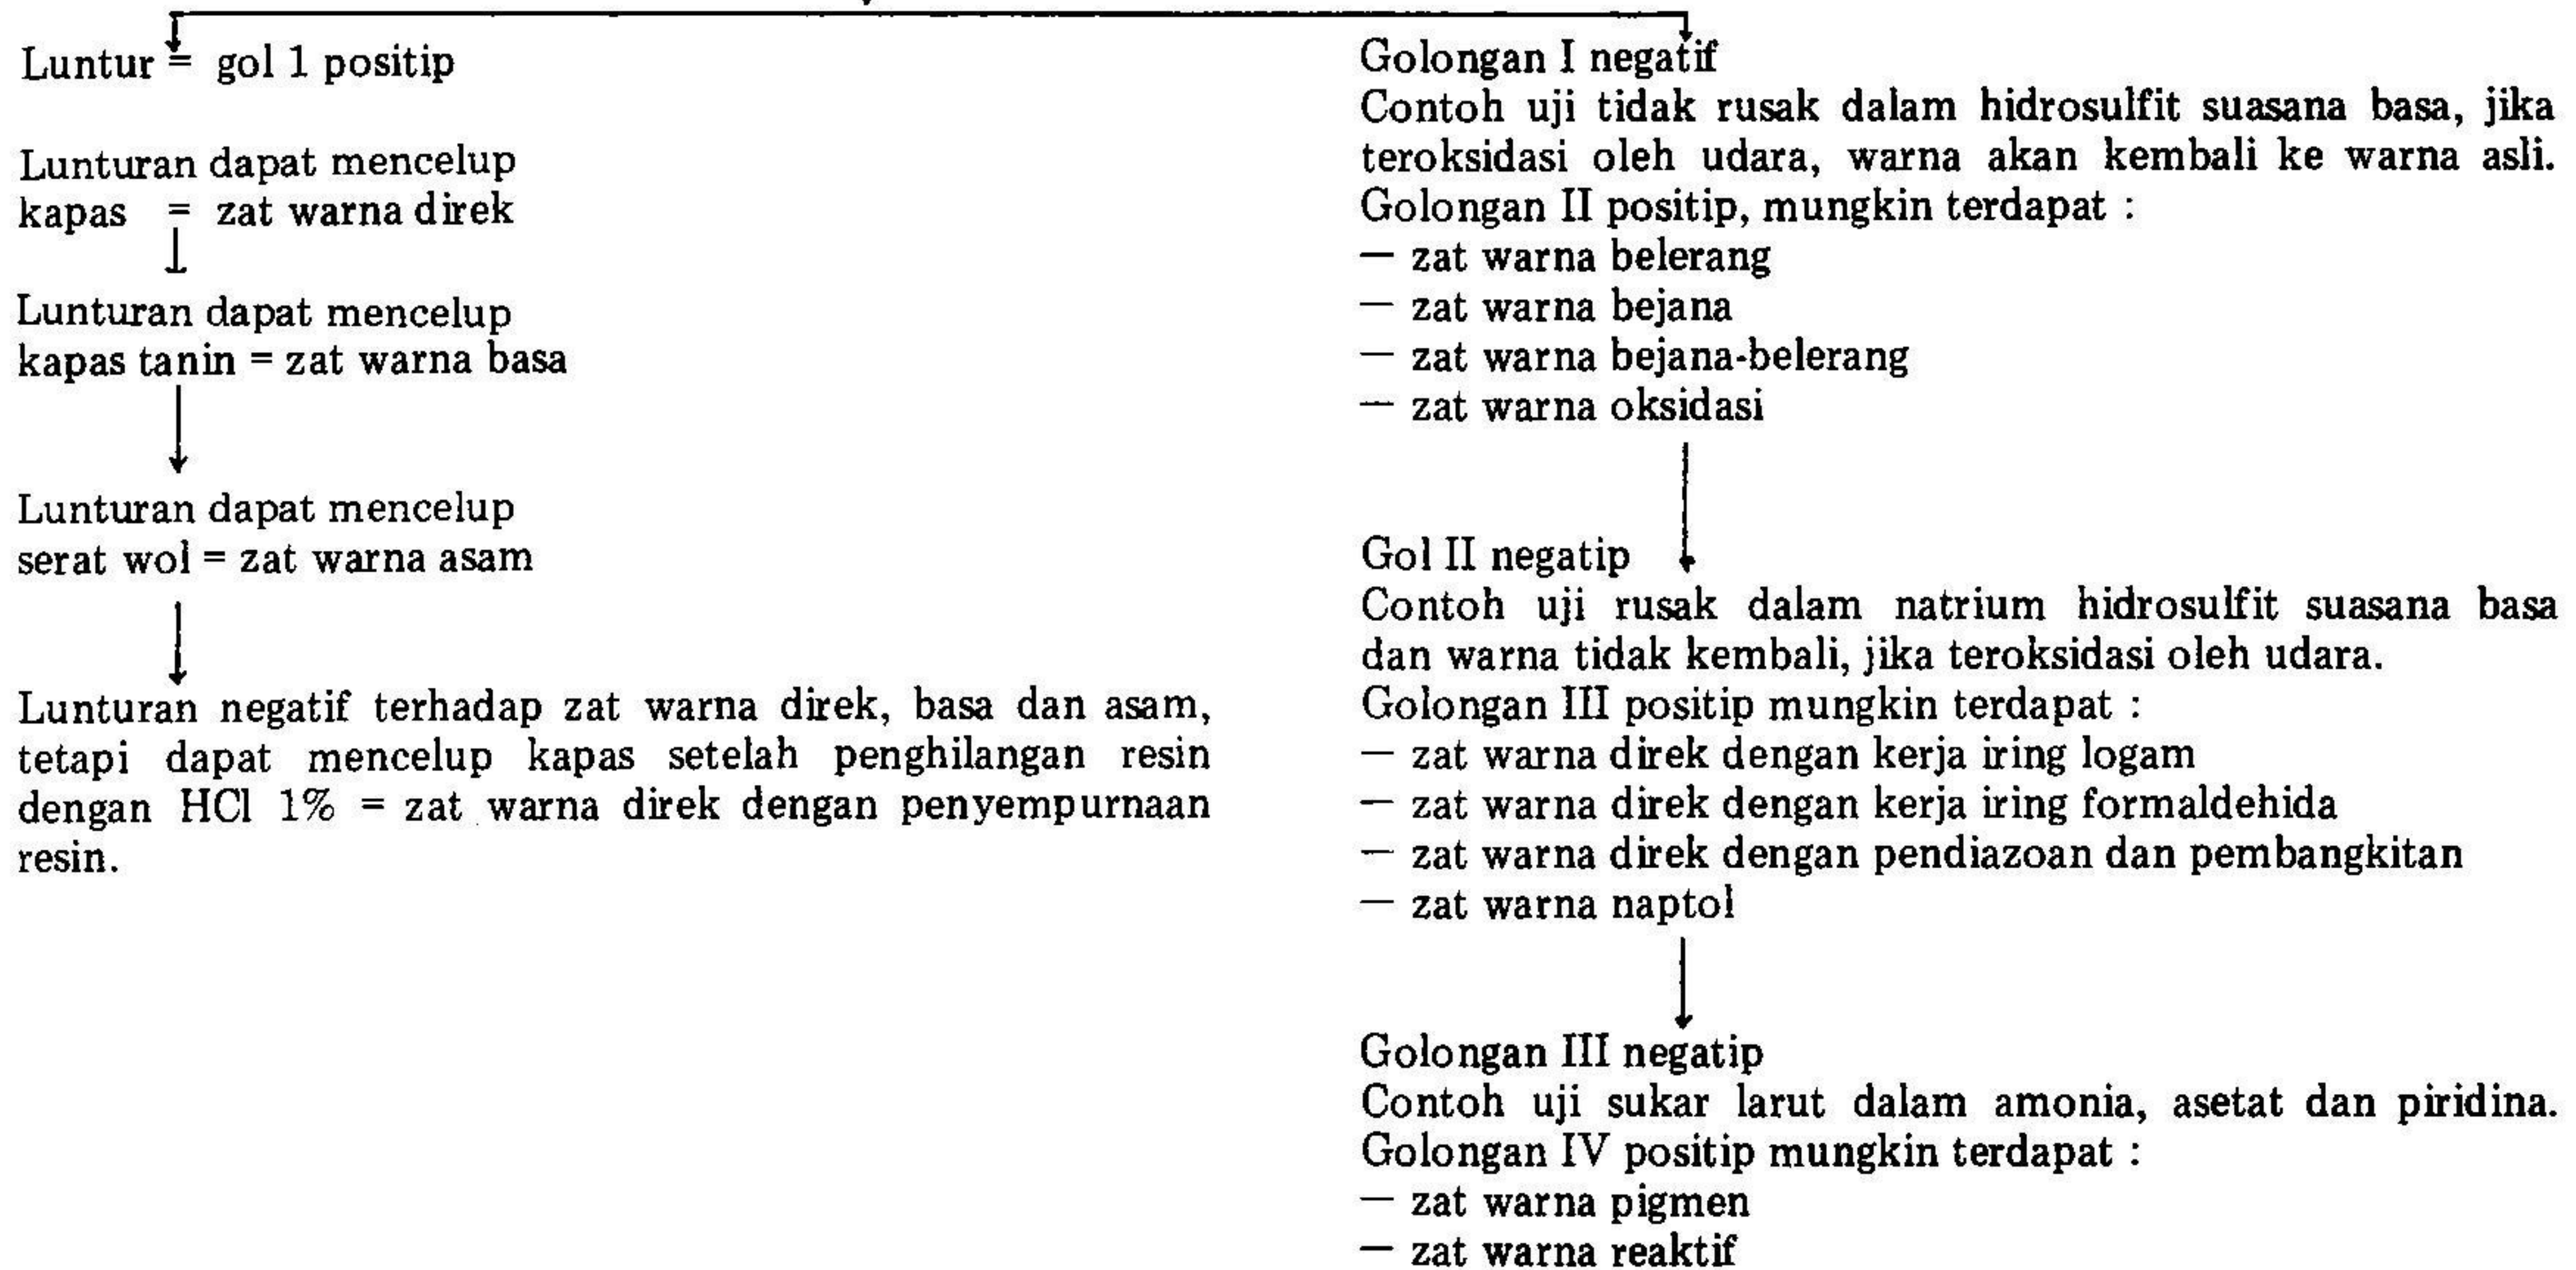 Luntur = gol 1 positip
Lunturan dapat mencelup
kapas = zat warna direk
Lunturan dapat mencelup
kapas tanin = zat warna basa
Lunturan dapat mencelup
serat wol = zat warna asam
Lunturan negatif terhadap zat warna direk, basa dan asam,
tetapi dapat mencelup kapas setelah penghilangan resin
dengan HCl 1% = zat warna direk dengan penyempurnaan
resin.
Golongan I negatif
Contoh uji tidak rusak dalam hidrosulfit suasana basa, jika
teroksidasi oleh udara, warna akan kembali ke warna asli.
Golongan II positip, mungkin terdapat :
— zat warna belerang
— zat warna bejana
— zat warna bejana-belerang
— zat warna oksidasi
Gol II negatip
Contoh uji rusak dalam natrium hidrosulfit suasana basa
dan warna tidak kembali, jika teroksidasi oleh udara.
Golongan III positip mungkin terdapat :
— zat warna direk dengan kerja iring logam
— zat warna direk dengan kerja iring formaldehida
— zat warna direk dengan pendiazoan dan pembangkitan
— zat warna naptol
Golongan III negatip
Contoh uji sukar larut dalam amonia, asetat dan piridina.
Golongan IV positip mungkin terdapat :
— zat warna pigmen
— zat warna reaktif